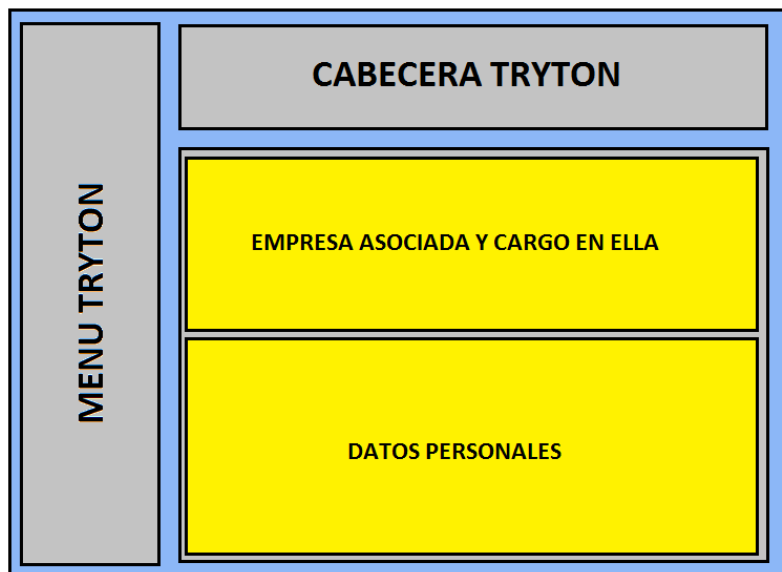 CABECERA TRYTON
MENU TRYTON
EMPRESA ASOCIADA Y CARGO EN ELLA
DATOS PERSONALES